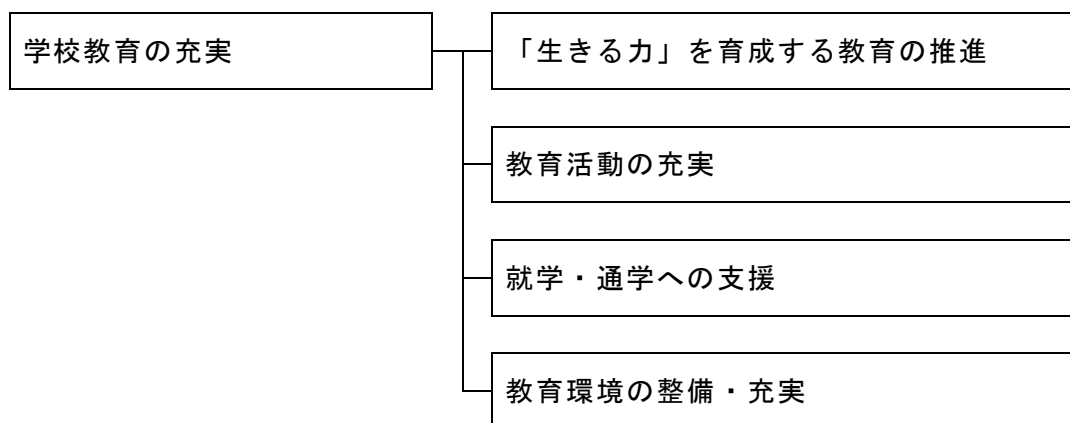 学校教育の充実
「生きる力」を育成する教育の推進
教育活動の充実
就学・通学への支援
教育環境の整備・充実